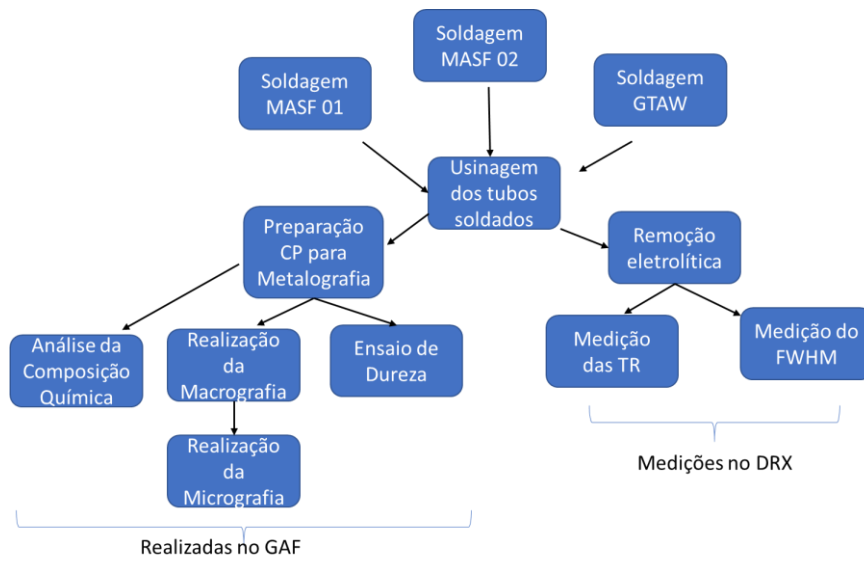 Soldagem
MASF 02
Soldagem
MASF 01
Soldagem
GTAW
Usinagem
dos tubos
soldados
Preparação
CP para
Metalografia
Remoção
eletrolítica
Análise da
Composição
Química
Realização
da
Macrografia
Ensaio de
Dureza
Medição
das TR
Medição do
FWHM
Realização
da
Micrografia
Medições no DRX
Realizadas no GAF